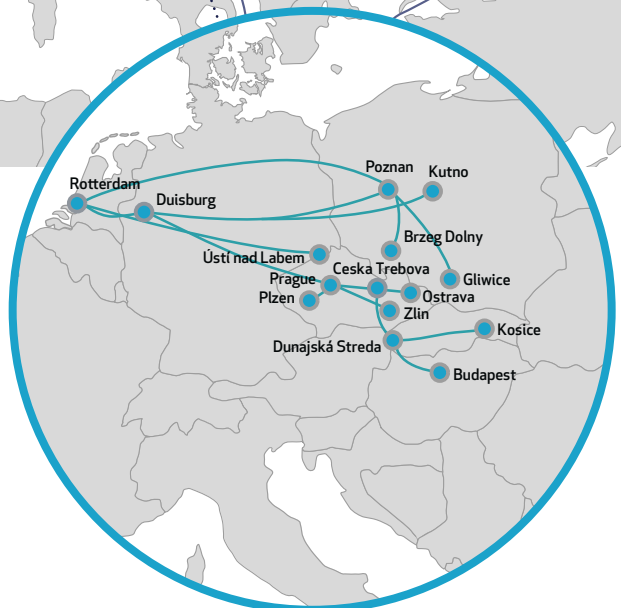 Poznan
Kutno
Rotterdam
Duisburg
Brzeg Dolny
Ústí nad Labem
Ceska Trebova
Prague
Gliwice
Plzen
Ostrava
Zlin
Kosice
Dunajská Streda
Budapest